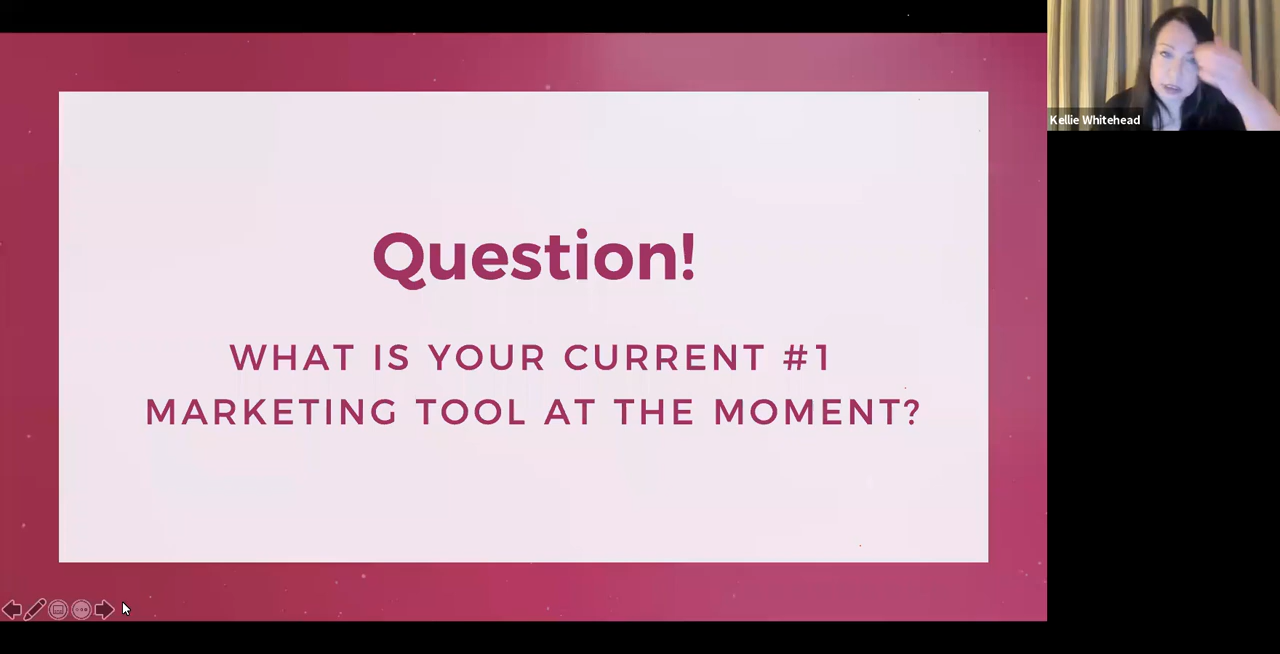 Question!
WHAT IS YOUR CURRENT #1
MARKETING TOOL AT THE MOMENT?
Kellie Whitehead